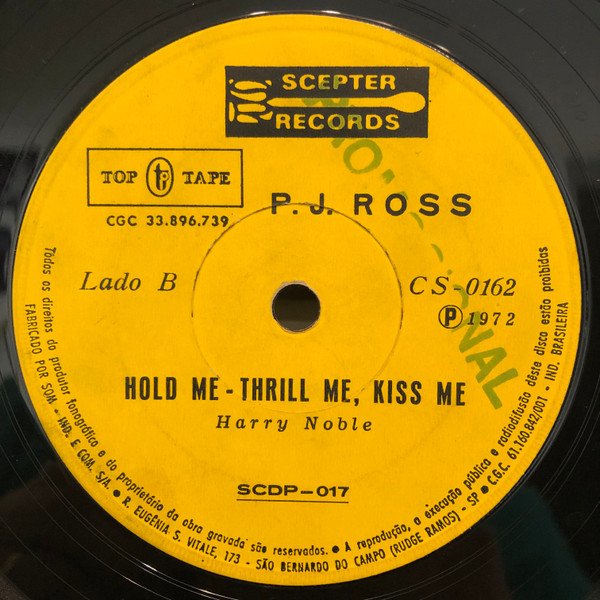 SCEPTER
RECORDS
TOP tt TAPE
CGC 33.896.739
P.J. ROSS
Lado B
CS-0162
Ⓟ1972
HOLD ME - THRILL ME, KISS ME
Harry Noble
SCDP-017
Todos os direitos do produtor fonográfico e do proprietário da obra gravada são reservados. ● A reprodução, a execução pública e radiodifusão dêste disco estão proibidas
FABRICADO POR SOM - IND. E COM. S/A. ● R. EUGÊNIA S. VITALE, 173 - SÃO BERNARDO DO CAMPO (RUDGE RAMOS) - SP ● C.G.C. 61.160.842/001 - IND. BRASILEIRA